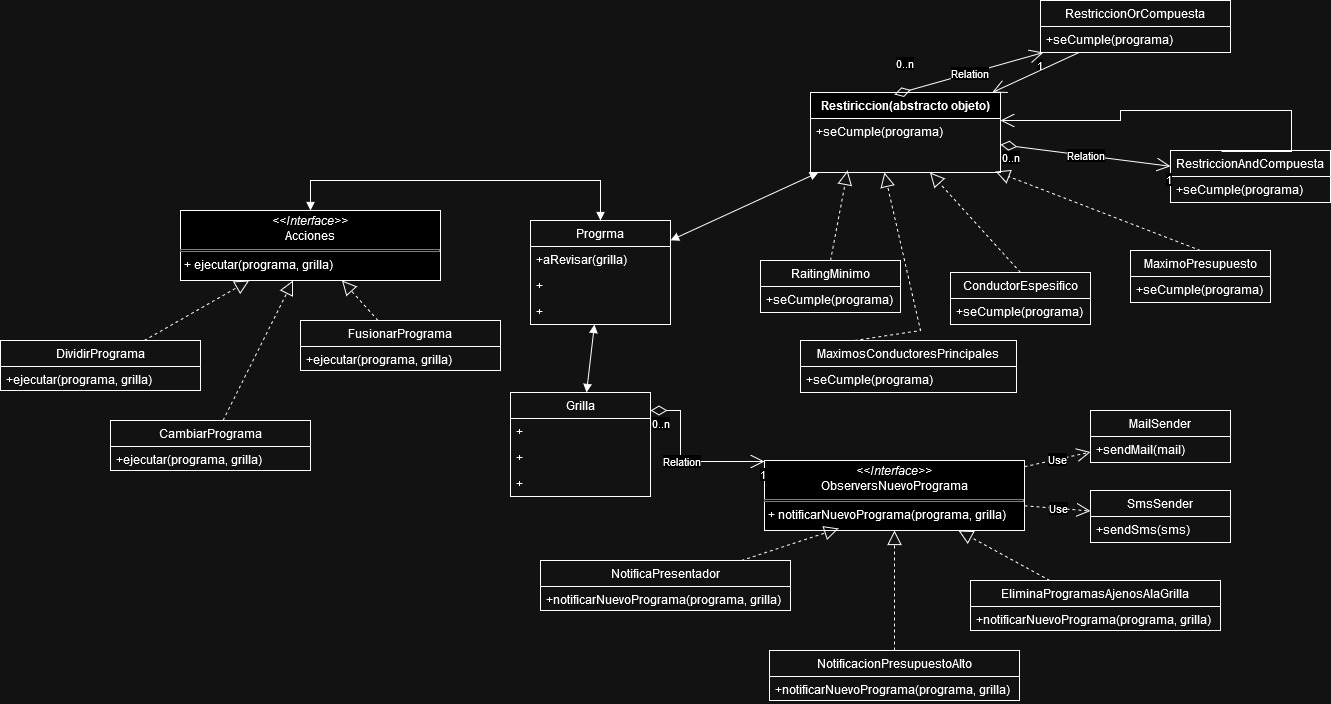 RestriccionOrCompuesta
+seCumple(programa)
0..n
Relation
1
Restiriccion(abstracto objeto)
+seCumple(programa)
0..n
Relation
1
RestriccionAndCompuesta
+seCumple(programa)
<<Interface>>
Acciones
+ ejecutar(programa, grilla)
Progrma
+aRevisar(grilla)
+
+
RaitingMinimo
+seCumple(programa)
ConductorEspesifico
+seCumple(programa)
MaximoPresupuesto
+seCumple(programa)
MaximosConductoresPrincipales
+seCumple(programa)
DividirPrograma
+ejecutar(programa, grilla)
FusionarPrograma
+ejecutar(programa, grilla)
CambiarPrograma
+ejecutar(programa, grilla)
Grilla
+
+
+
0..n
Relation
1
<<Interface>>
ObserversNuevoPrograma
+ notificarNuevoPrograma(programa, grilla)
Use
MailSender
+sendMail(mail)
Use
SmsSender
+sendSms(sms)
NotificaPresentador
+notificarNuevoPrograma(programa, grilla)
EliminaProgramasAjenosAlaGrilla
+notificarNuevoPrograma(programa, grilla)
NotificacionPresupuestoAlto
+notificarNuevoPrograma(programa, grilla)